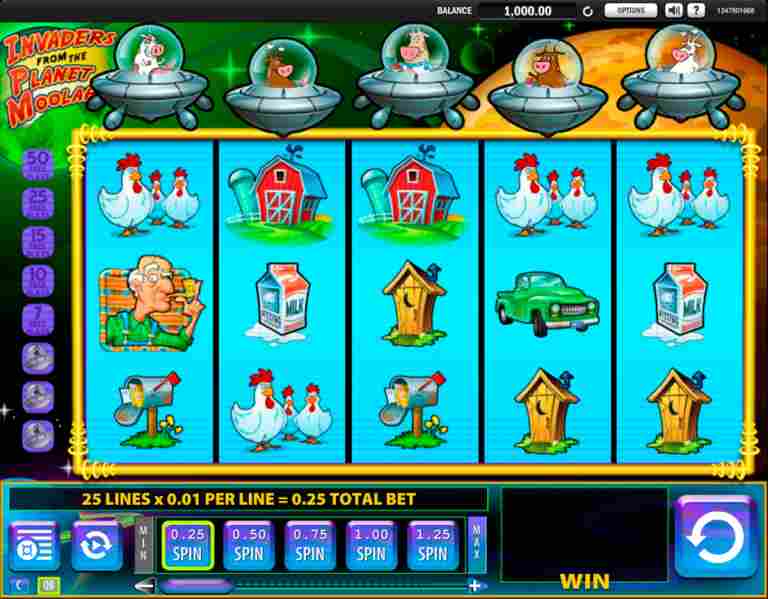 BALANCE 1,000.00 OPTIONS ?
INVADERS
FROM THE
PLANET
MOOLAH
50
25
15
10
7
MILK
MILK
25 LINES x 0.01 PER LINE = 0.25 TOTAL BET
MIN
0.25 SPIN
0.50 SPIN
0.75 SPIN
1.00 SPIN
1.25 SPIN
MAX
WIN